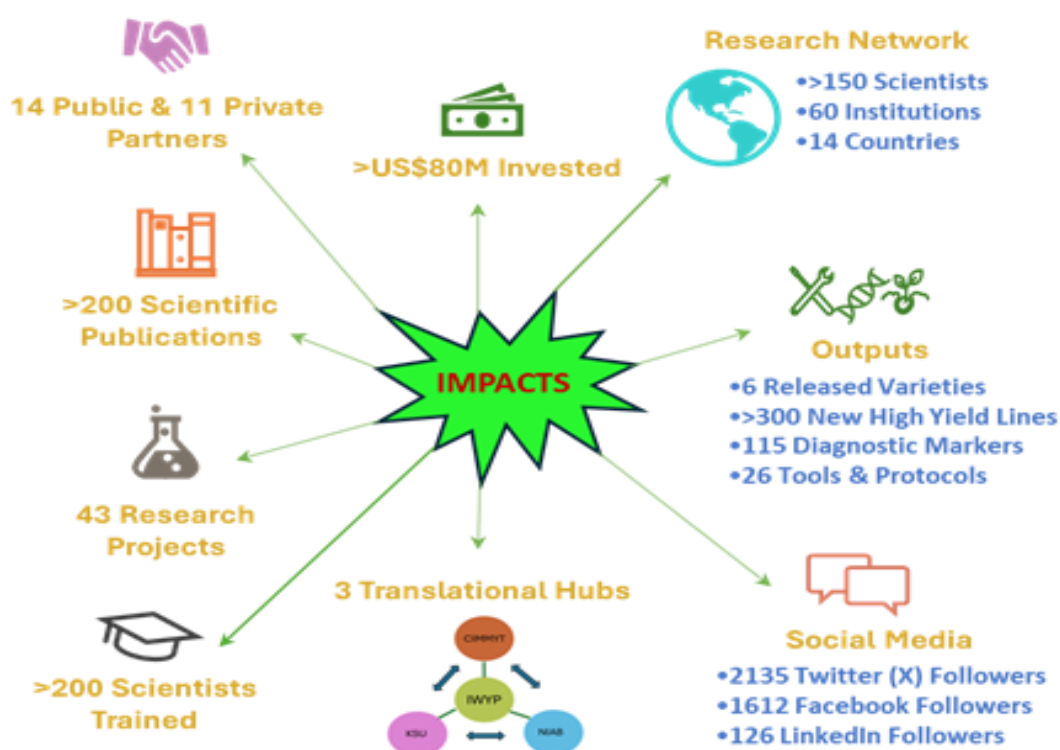 14 Public & 11 Private
Partners
>US$80M Invested
Research Network
•>150 Scientists
•60 Institutions
•14 Countries
>200 Scientific
Publications
IMPACTS
Outputs
•6 Released Varieties
•>300 New High Yield Lines
•115 Diagnostic Markers
•26 Tools & Protocols
43 Research
Projects
3 Translational Hubs
CIMMYT
IWYP
KSU
NIAB
>200 Scientists
Trained
Social Media
•2135 Twitter (X) Followers
•1612 Facebook Followers
•126 LinkedIn Followers